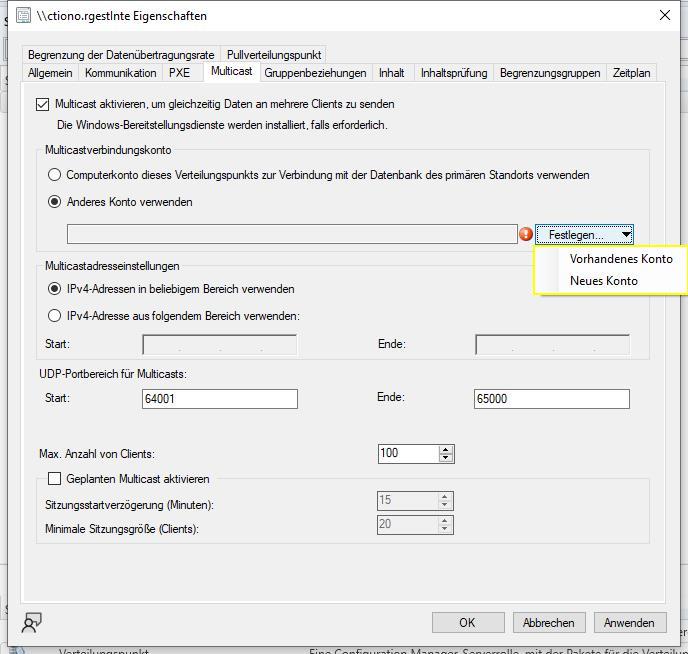 \\ctiono.rgestInte Eigenschaften
Begrenzung der Datenübertragungsrate Pullverteilungspunkt
Allgemein Kommunikation PXE Multicast Gruppenbeziehungen Inhalt Inhaltsprüfung Begrenzungsgruppen Zeitplan
Multicast aktivieren, um gleichzeitig Daten an mehrere Clients zu senden
Die Windows-Bereitstellungsdienste werden installiert, falls erforderlich.
Multicastverbindungskonto
Computerkonto dieses Verteilungspunkts zur Verbindung mit der Datenbank des primären Standorts verwenden
Anderes Konto verwenden
Festlegen...
Vorhandenes Konto
Neues Konto
Multicastadresseinstellungen
IPv4-Adressen in beliebigem Bereich verwenden
IPv4-Adresse aus folgendem Bereich verwenden:
Start: . . . Ende: . . .
UDP-Portbereich für Multicasts:
Start: 64001 Ende: 65000
Max. Anzahl von Clients: 100
Geplanten Multicast aktivieren
Sitzungsstartverzögerung (Minuten): 15
Minimale Sitzungsgröße (Clients): 20
OK Abbrechen Anwenden
Verteilungspunkt Eine Configuration Manager-Serverrolle, mit der Pakete für die Verteilu